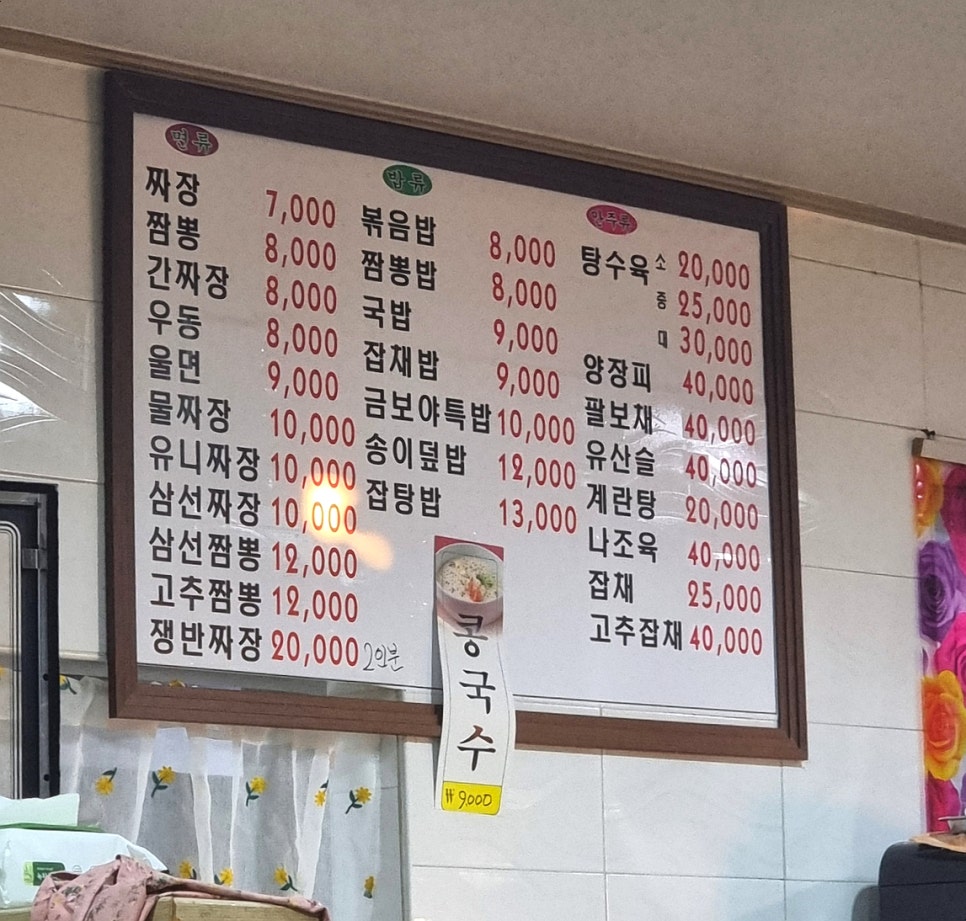 면류
짜장 7,000
짬뽕 8,000
간짜장 8,000
우동 8,000
울면 9,000
물짜장 10,000
유니짜장 10,000
삼선짜장 10,000
삼선짬뽕 12,000
고추짬뽕 12,000
쟁반짜장 20,000 2인분
밥류
볶음밥 8,000
짬뽕밥 8,000
국밥 9,000
잡채밥 9,000
금보야특밥 10,000
송이덮밥 12,000
잡탕밥 13,000
안주류
탕수육 소 20,000
중 25,000
대 30,000
양장피 40,000
팔보채 40,000
유산슬 40,000
계란탕 20,000
나조육 40,000
잡채 25,000
고추잡채 40,000
콩국수
₩9,000